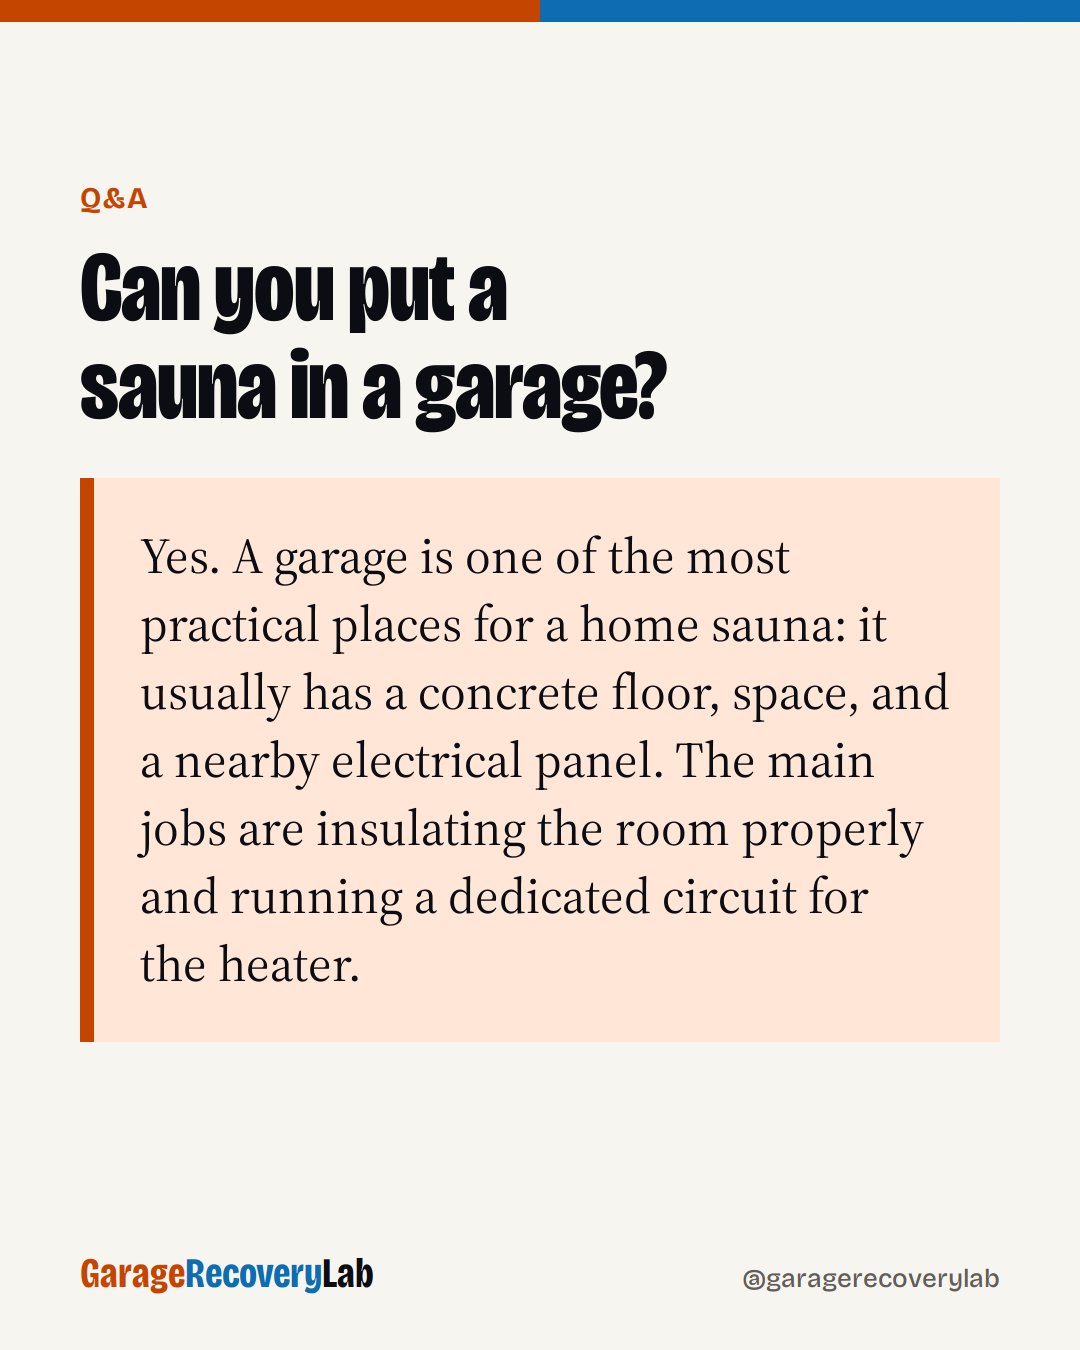 Q&A
Can you put a
sauna in a garage?
Yes. A garage is one of the most
practical places for a home sauna: it
usually has a concrete floor, space, and
a nearby electrical panel. The main
jobs are insulating the room properly
and running a dedicated circuit for
the heater.
GarageRecoveryLab
@garagerecoverylab